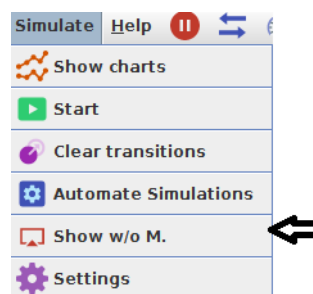 Simulate Help
Show charts
Start
Clear transitions
Automate Simulations
Show w/o M.
Settings